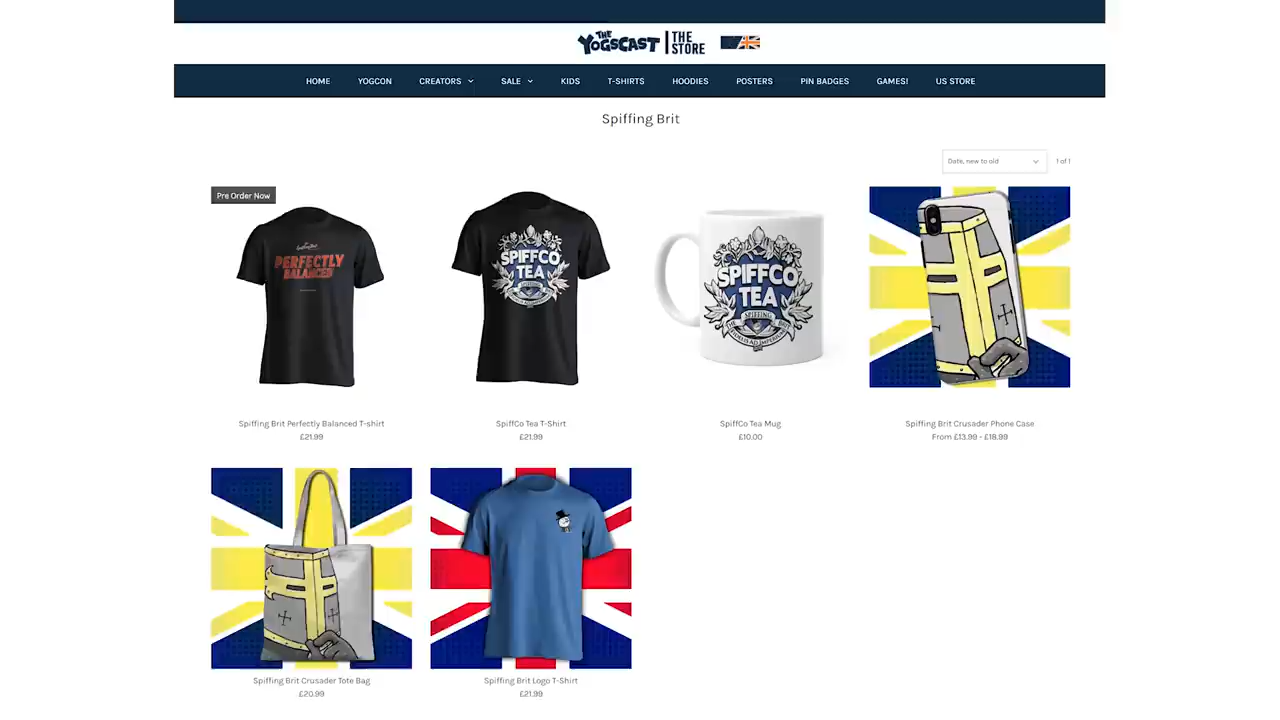 THE YOGSCAST | THE STORE
HOME YOGCON CREATORS SALE KIDS T-SHIRTS HOODIES POSTERS PIN BADGES GAMES! US STORE
Spiffing Brit
Date, new to old
1 of 1
Pre Order Now
PERFECTLY
BALANCED
SPIFFCO
TEA
SPIFFCO
TEA
SPIFFING BRIT
Spiffing Brit Perfectly Balanced T-shirt
£21.99
SpiffCo Tea T-Shirt
£21.99
SpiffCo Tea Mug
£10.00
Spiffing Brit Crusader Phone Case
From £13.99 - £18.99
Spiffing Brit Crusader Tote Bag
£20.99
Spiffing Brit Logo T-Shirt
£21.99